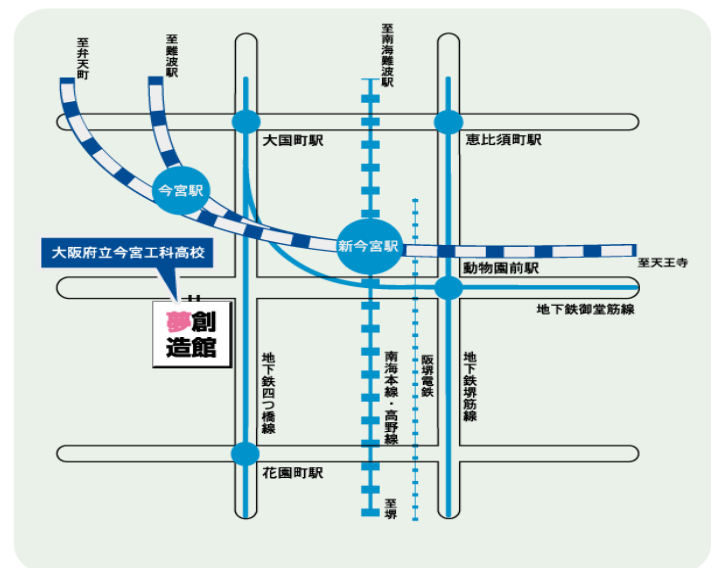 至弁天町
至難波駅
至南海難波駅
大国町駅
恵比須町駅
今宮駅
大阪府立今宮工科高校
新今宮駅
動物園前駅
至天王寺
地下鉄御堂筋線
夢創
造館
地下鉄四つ橋線
南海本線・高野線
阪堺電鉄
地下鉄堺筋線
花園町駅
至堺